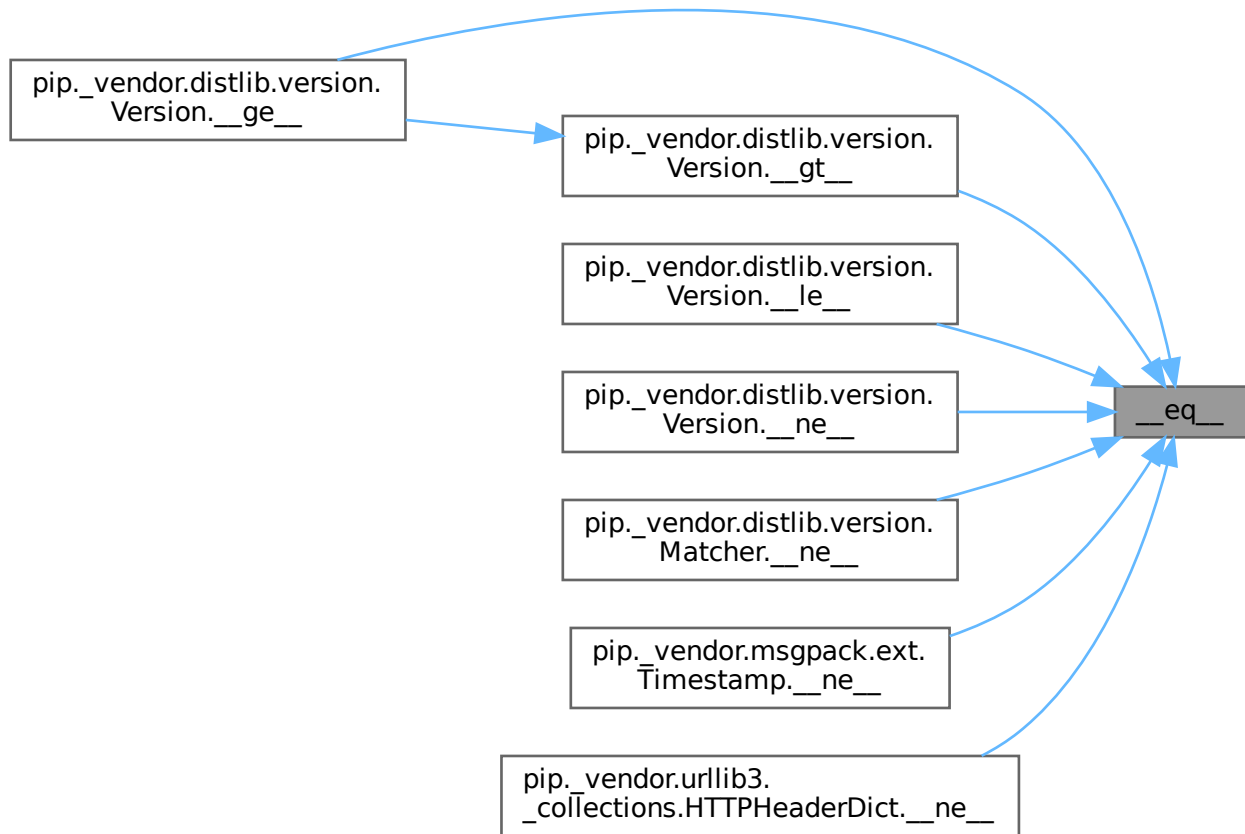 pip._vendor.distlib.version.
Version.__ge__
pip._vendor.distlib.version.
Version.__gt__
pip._vendor.distlib.version.
Version.__le__
pip._vendor.distlib.version.
Version.__ne__
pip._vendor.distlib.version.
Matcher.__ne__
pip._vendor.msgpack.ext.
Timestamp.__ne__
pip._vendor.urllib3.
_collections.HTTPHeaderDict.__ne__
__eq__